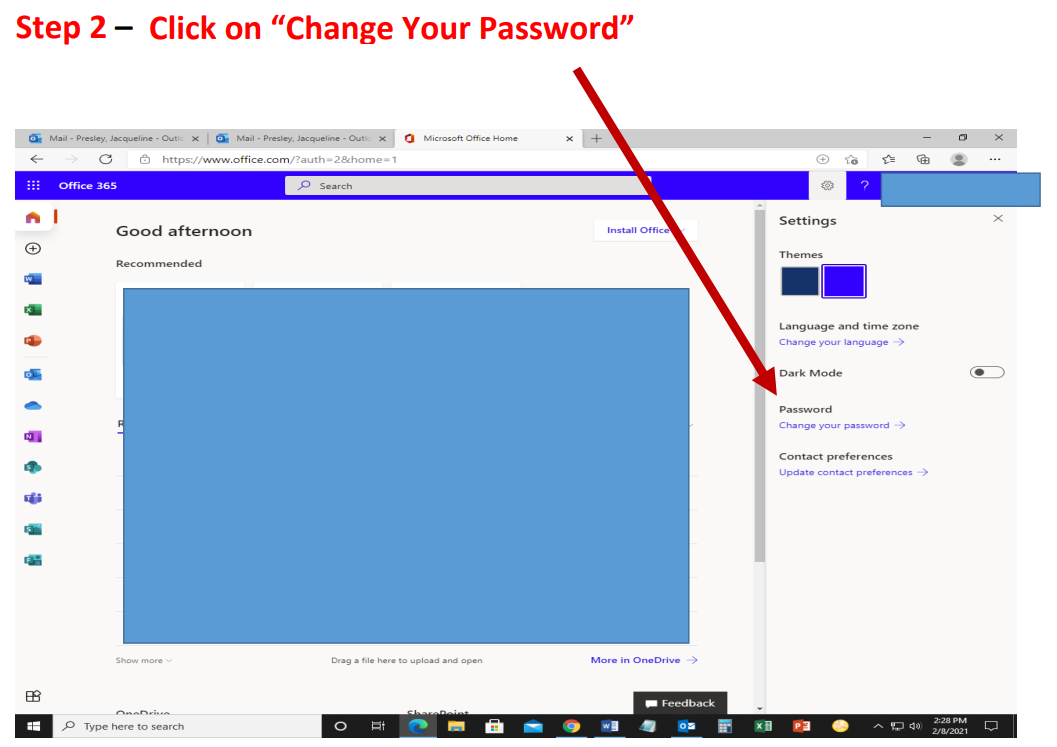 Step 2 – Click on “Change Your Password”
Mail - Presley, Jacqueline - Outlo
Mail - Presley, Jacqueline - Outlo
Microsoft Office Home
https://www.office.com/?auth=2&home=1
Office 365
Search
?
Settings
Good afternoon
Install Office
Themes
Recommended
Language and time zone
Change your language →
Dark Mode
Password
Change your password →
Contact preferences
Update contact preferences →
Show more
Drag a file here to upload and open
More in OneDrive →
OneDrive
SharePoint
Feedback
Type here to search
2:28 PM
2/8/2021